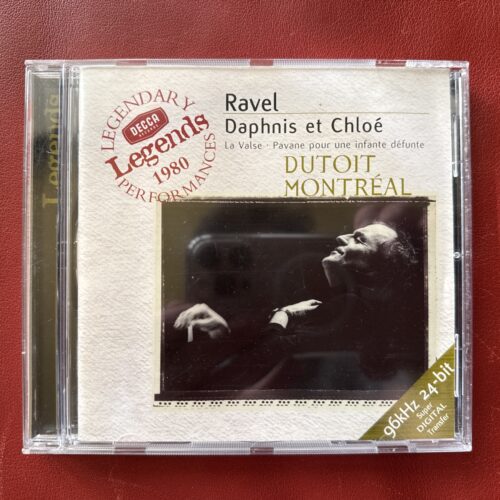 Legends
LEGENDARY
DECCA
Legends
1980
PERFORMANCES
Ravel
Daphnis et Chloé
La Valse · Pavane pour une infante défunte
DUTOIT
MONTRÉAL
96kHz 24-bit
Super
DIGITAL
Transfer